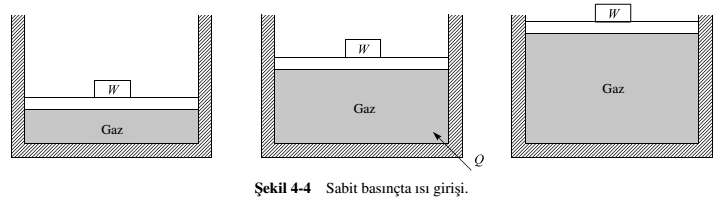 W
Gaz
W
Gaz
Q
W
Gaz
Şekil 4-4 Sabit basınçta ısı girişi.